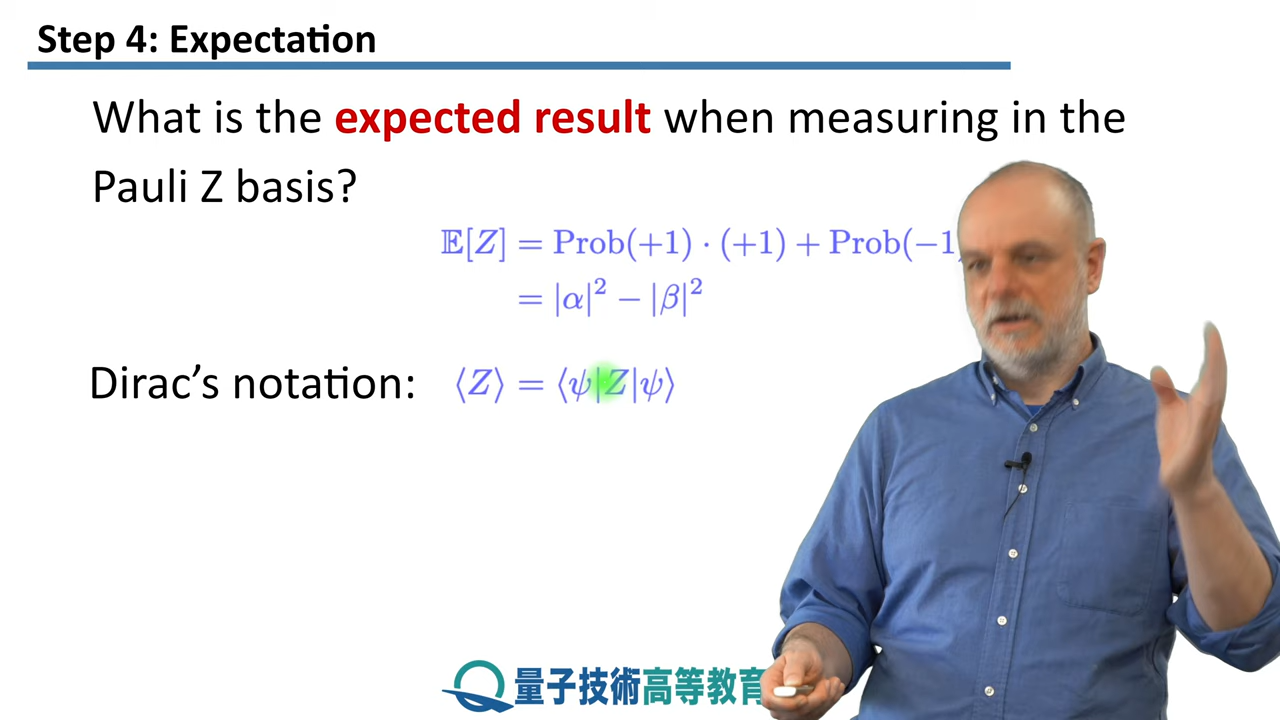 Step 4: Expectation
What is the expected result when measuring in the
Pauli Z basis?
𝔼[Z] = Prob(+1) · (+1) + Prob(−1
= |α|² − |β|²
Dirac’s notation: ⟨Z⟩ = ⟨ψ|Z|ψ⟩
量子技術高等教育